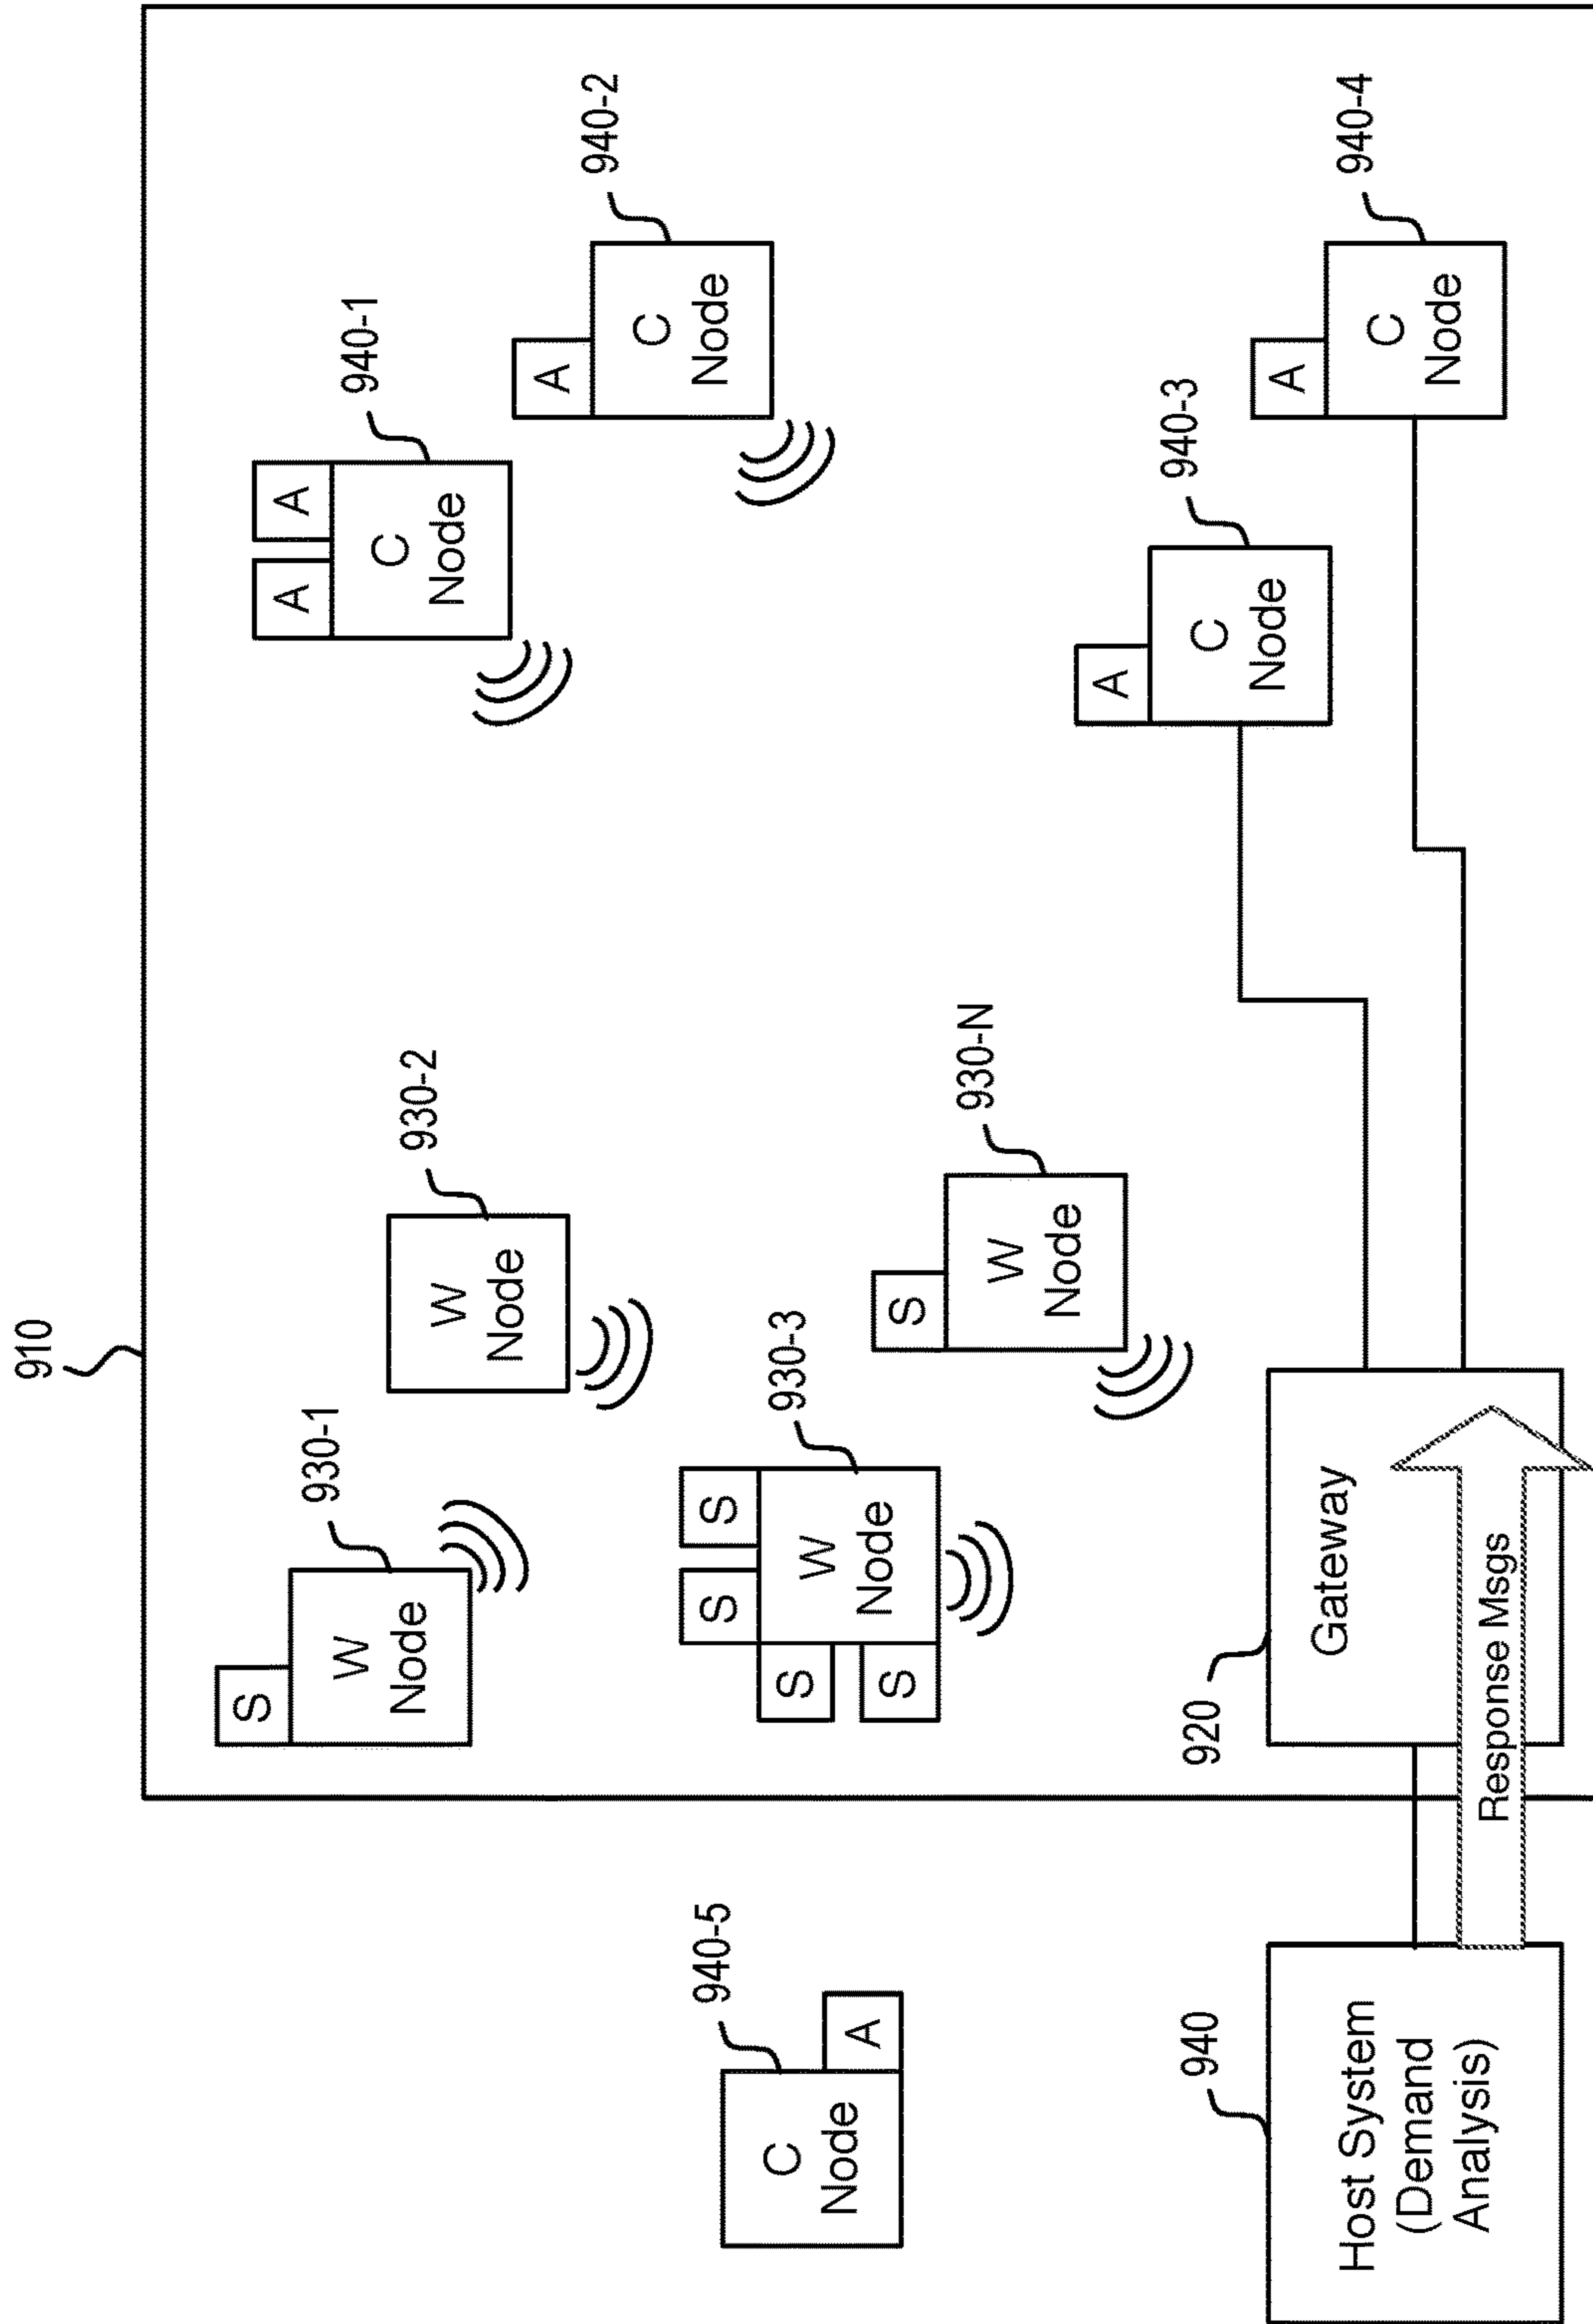 910
940-1
A
A
C
Node
940-2
A
C
Node
930-1
S
W
Node
930-2
W
Node
930-3
S
S
S
S
W
Node
930-N
S
W
Node
940-3
A
C
Node
940-4
A
C
Node
940-5
C
Node
A
920
Gateway
Response Msgs
940
Host System
(Demand
Analysis)